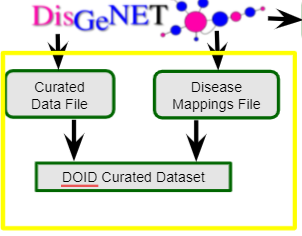 DisGeNET
Curated
Data File
Disease
Mappings File
DOID Curated Dataset